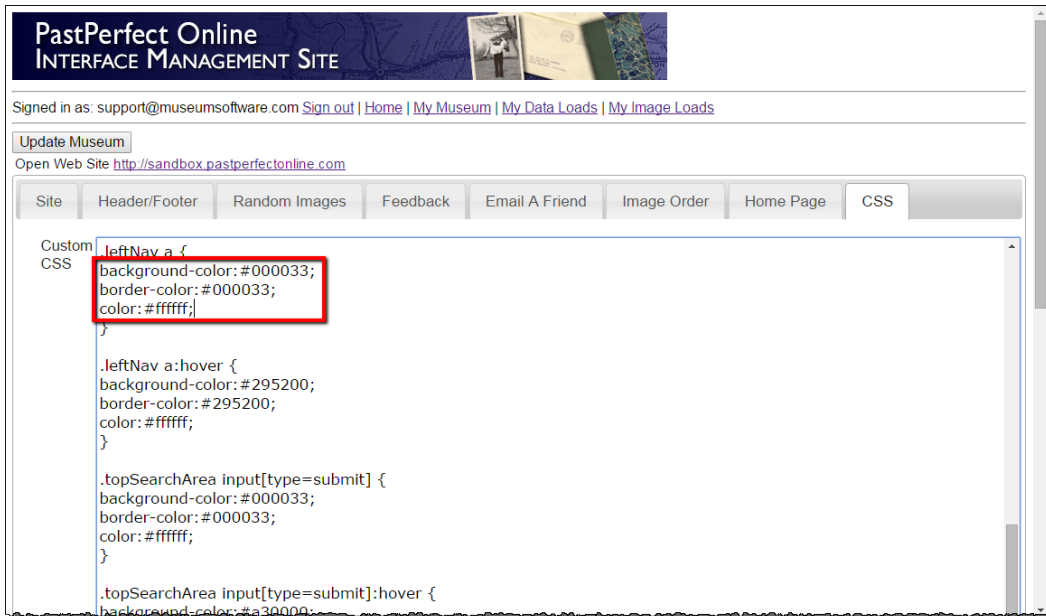 PastPerfect Online
INTERFACE MANAGEMENT SITE
Signed in as: support@museumsoftware.com Sign out | Home | My Museum | My Data Loads | My Image Loads
Update Museum
Open Web Site http://sandbox.pastperfectonline.com
Site Header/Footer Random Images Feedback Email A Friend Image Order Home Page CSS
Custom CSS
.leftNav a {
background-color:#000033;
border-color:#000033;
color:#ffffff;
}
.leftNav a:hover {
background-color:#295200;
border-color:#295200;
color:#ffffff;
}
.topSearchArea input[type=submit] {
background-color:#000033;
border-color:#000033;
color:#ffffff;
}
.topSearchArea input[type=submit]:hover {
background-color:#a30000;